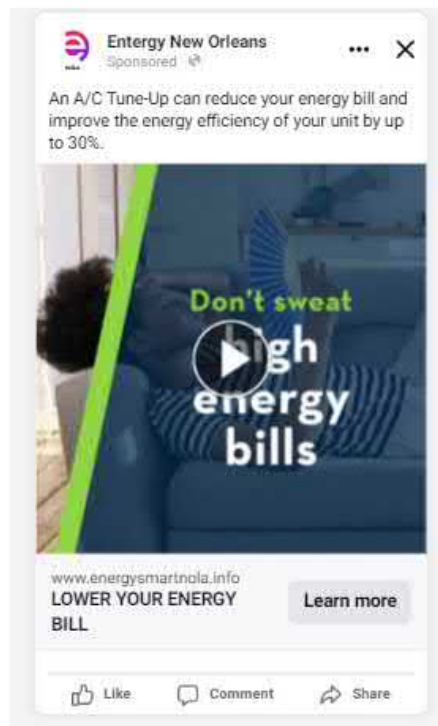 Entergy New Orleans
Sponsored
An A/C Tune-Up can reduce your energy bill and
improve the energy efficiency of your unit by up
to 30%.
Don't sweat
high
energy
bills
www.energysmartnola.info
LOWER YOUR ENERGY
BILL
Learn more
Like
Comment
Share